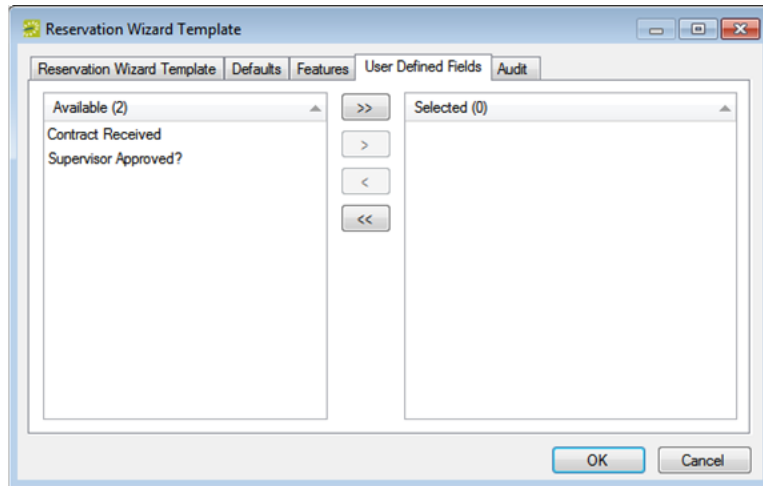 Reservation Wizard Template
Reservation Wizard Template Defaults Features User Defined Fields Audit
Available (2)
>>
Selected (0)
Contract Received
>
Supervisor Approved?
<
<<
OK Cancel